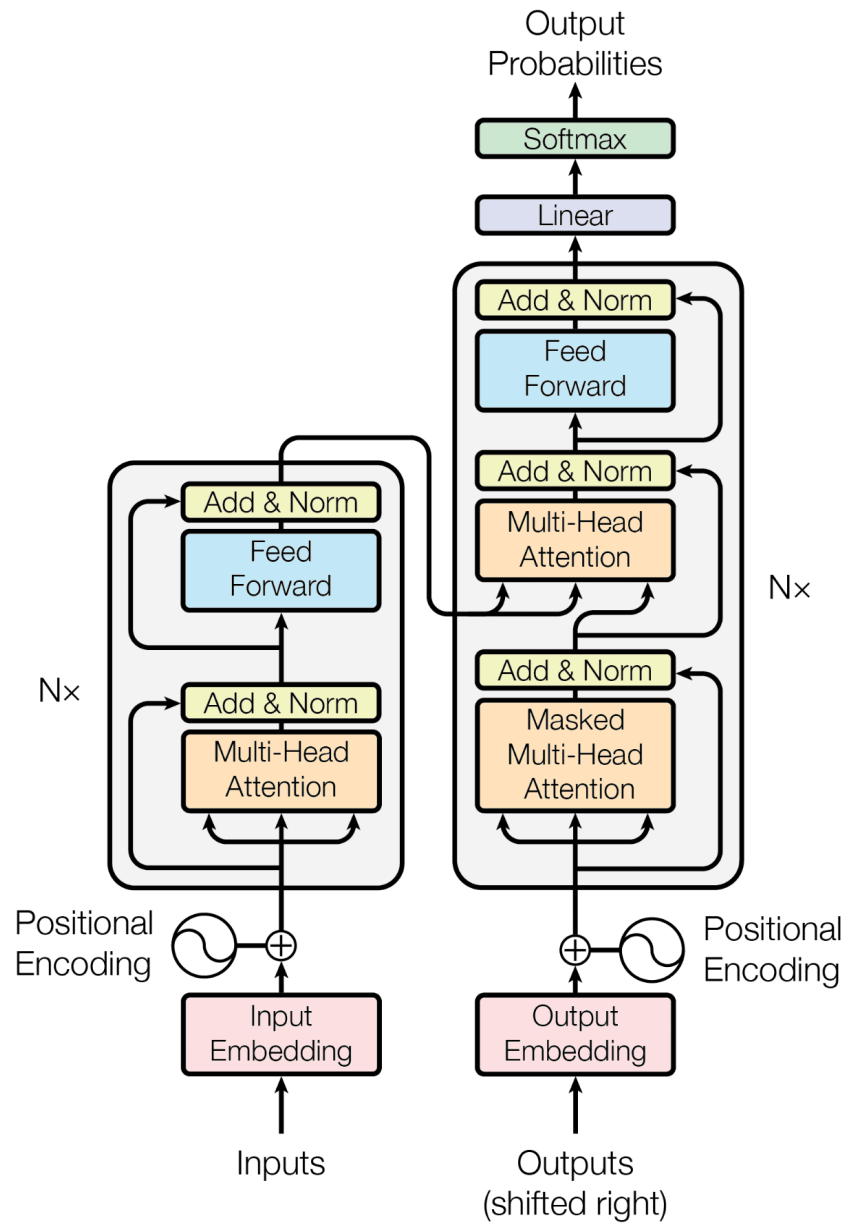 Output
Probabilities
Softmax
Linear
Add & Norm
Feed
Forward
Add & Norm
Multi-Head
Attention
Nx
Add & Norm
Masked
Multi-Head
Attention
Add & Norm
Feed
Forward
Nx
Add & Norm
Multi-Head
Attention
Positional
Encoding
Positional
Encoding
Input
Embedding
Output
Embedding
Inputs
Outputs
(shifted right)